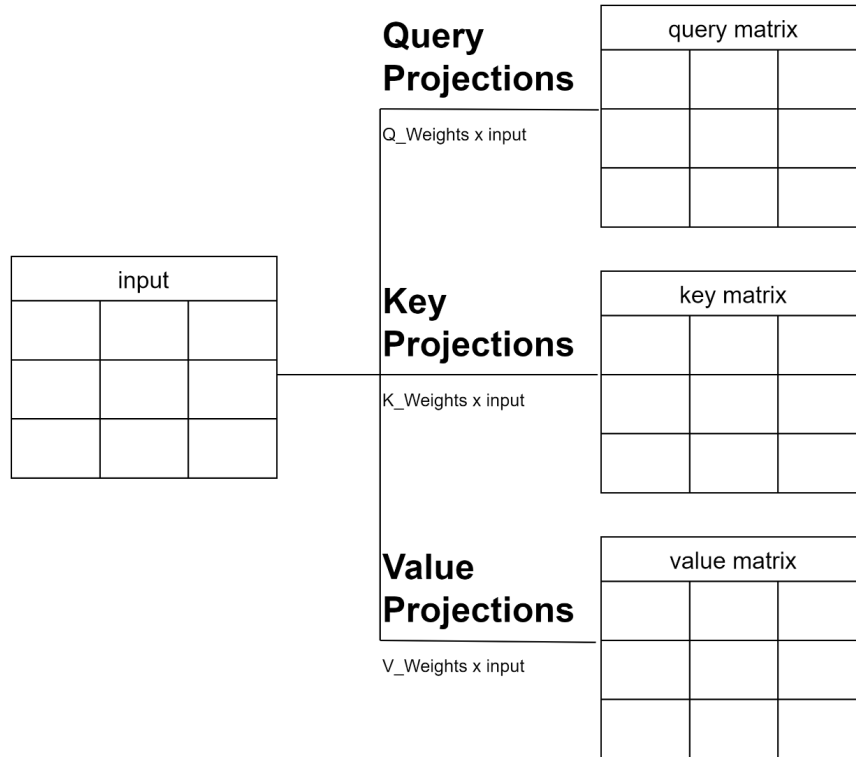 Query
Projections
query matrix
Q_Weights x input
input
Key
Projections
key matrix
K_Weights x input
Value
Projections
value matrix
V_Weights x input